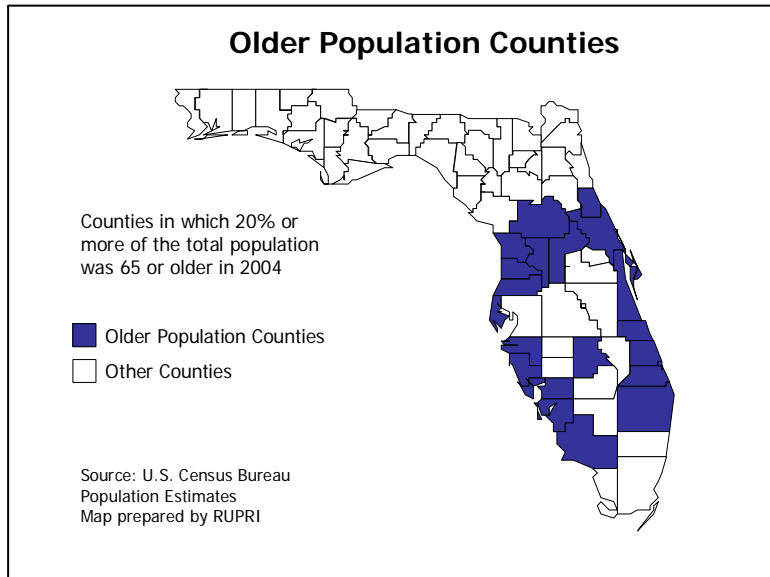 Older Population Counties
Counties in which 20% or
more of the total population
was 65 or older in 2004
Older Population Counties
Other Counties
Source: U.S. Census Bureau
Population Estimates
Map prepared by RUPRI